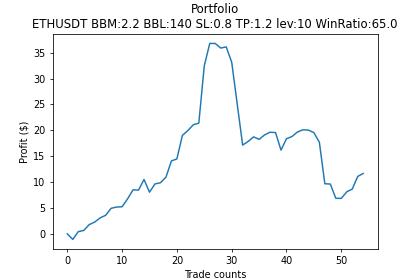 Portfolio
ETHUSDT BBM:2.2 BBL:140 SL:0.8 TP:1.2 lev:10 WinRatio:65.0
35
30
25
20
15
10
5
0
Profit ($)
0 10 20 30 40 50
Trade counts